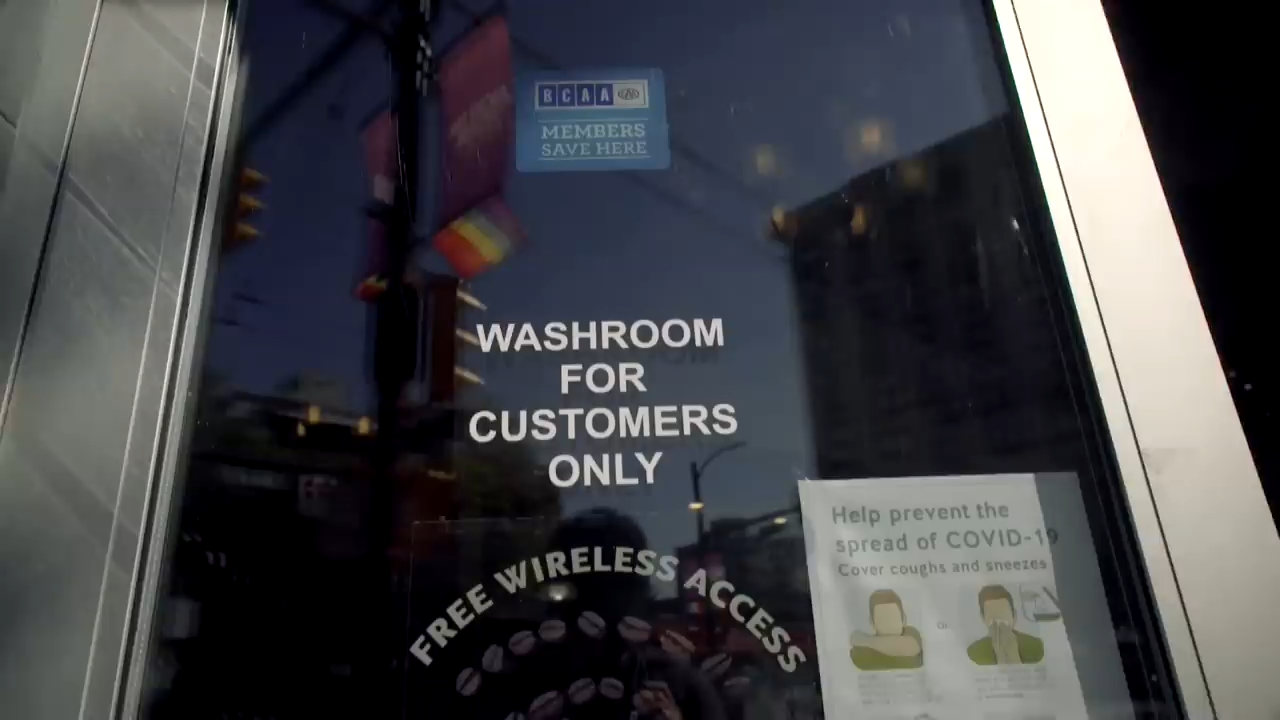 BCAA
MEMBERS
SAVE HERE
WASHROOM
FOR
CUSTOMERS
ONLY
FREE WIRELESS ACCESS
Help prevent the
spread of COVID-19
Cover coughs and sneezes
or